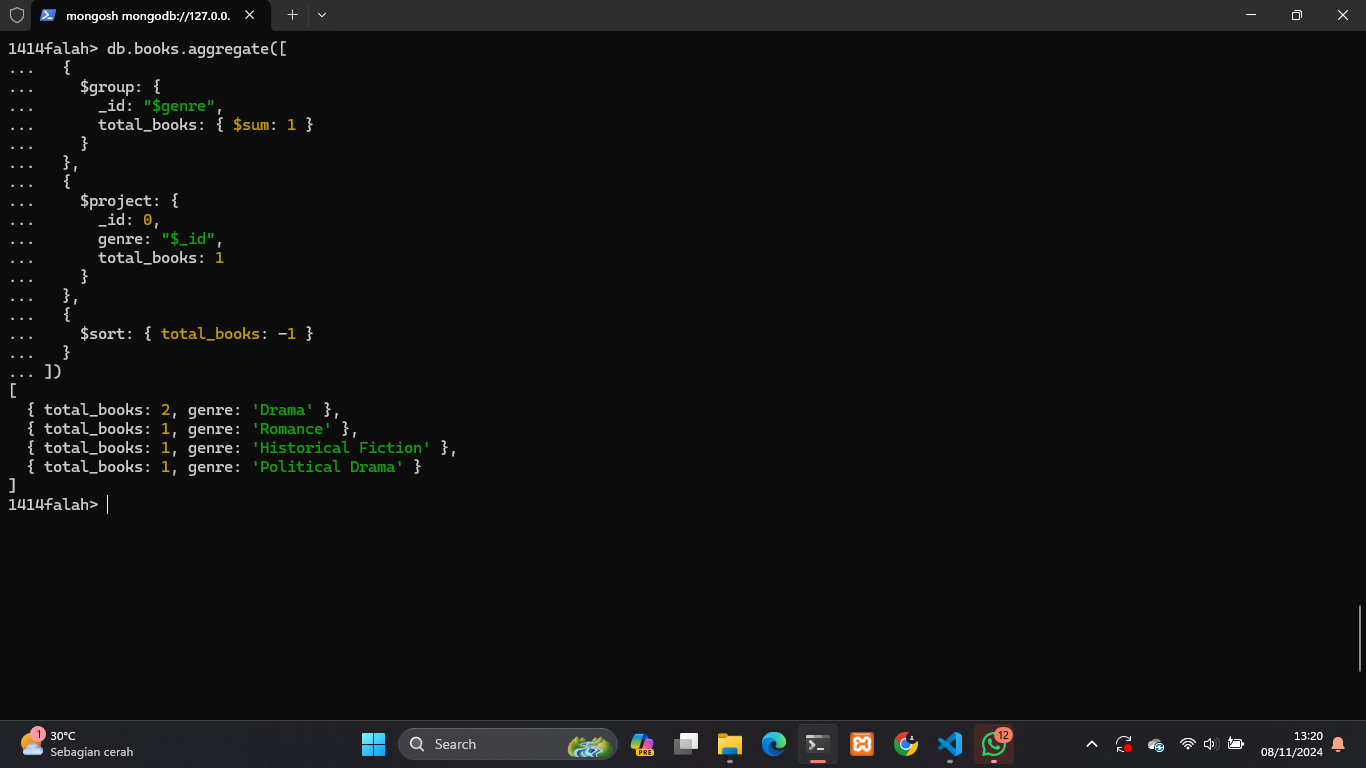 mongosh mongodb://127.0.0.
1414falah> db.books.aggregate([
...   {
...     $group: {
...       _id: "$genre",
...       total_books: { $sum: 1 }
...     }
...   },
...   {
...     $project: {
...       _id: 0,
...       genre: "$_id",
...       total_books: 1
...     }
...   },
...   {
...     $sort: { total_books: -1 }
...   }
... ])
[
  { total_books: 2, genre: 'Drama' },
  { total_books: 1, genre: 'Romance' },
  { total_books: 1, genre: 'Historical Fiction' },
  { total_books: 1, genre: 'Political Drama' }
]
1414falah>
1
30°C
Sebagian cerah
Search
PRE
12
13:20
08/11/2024